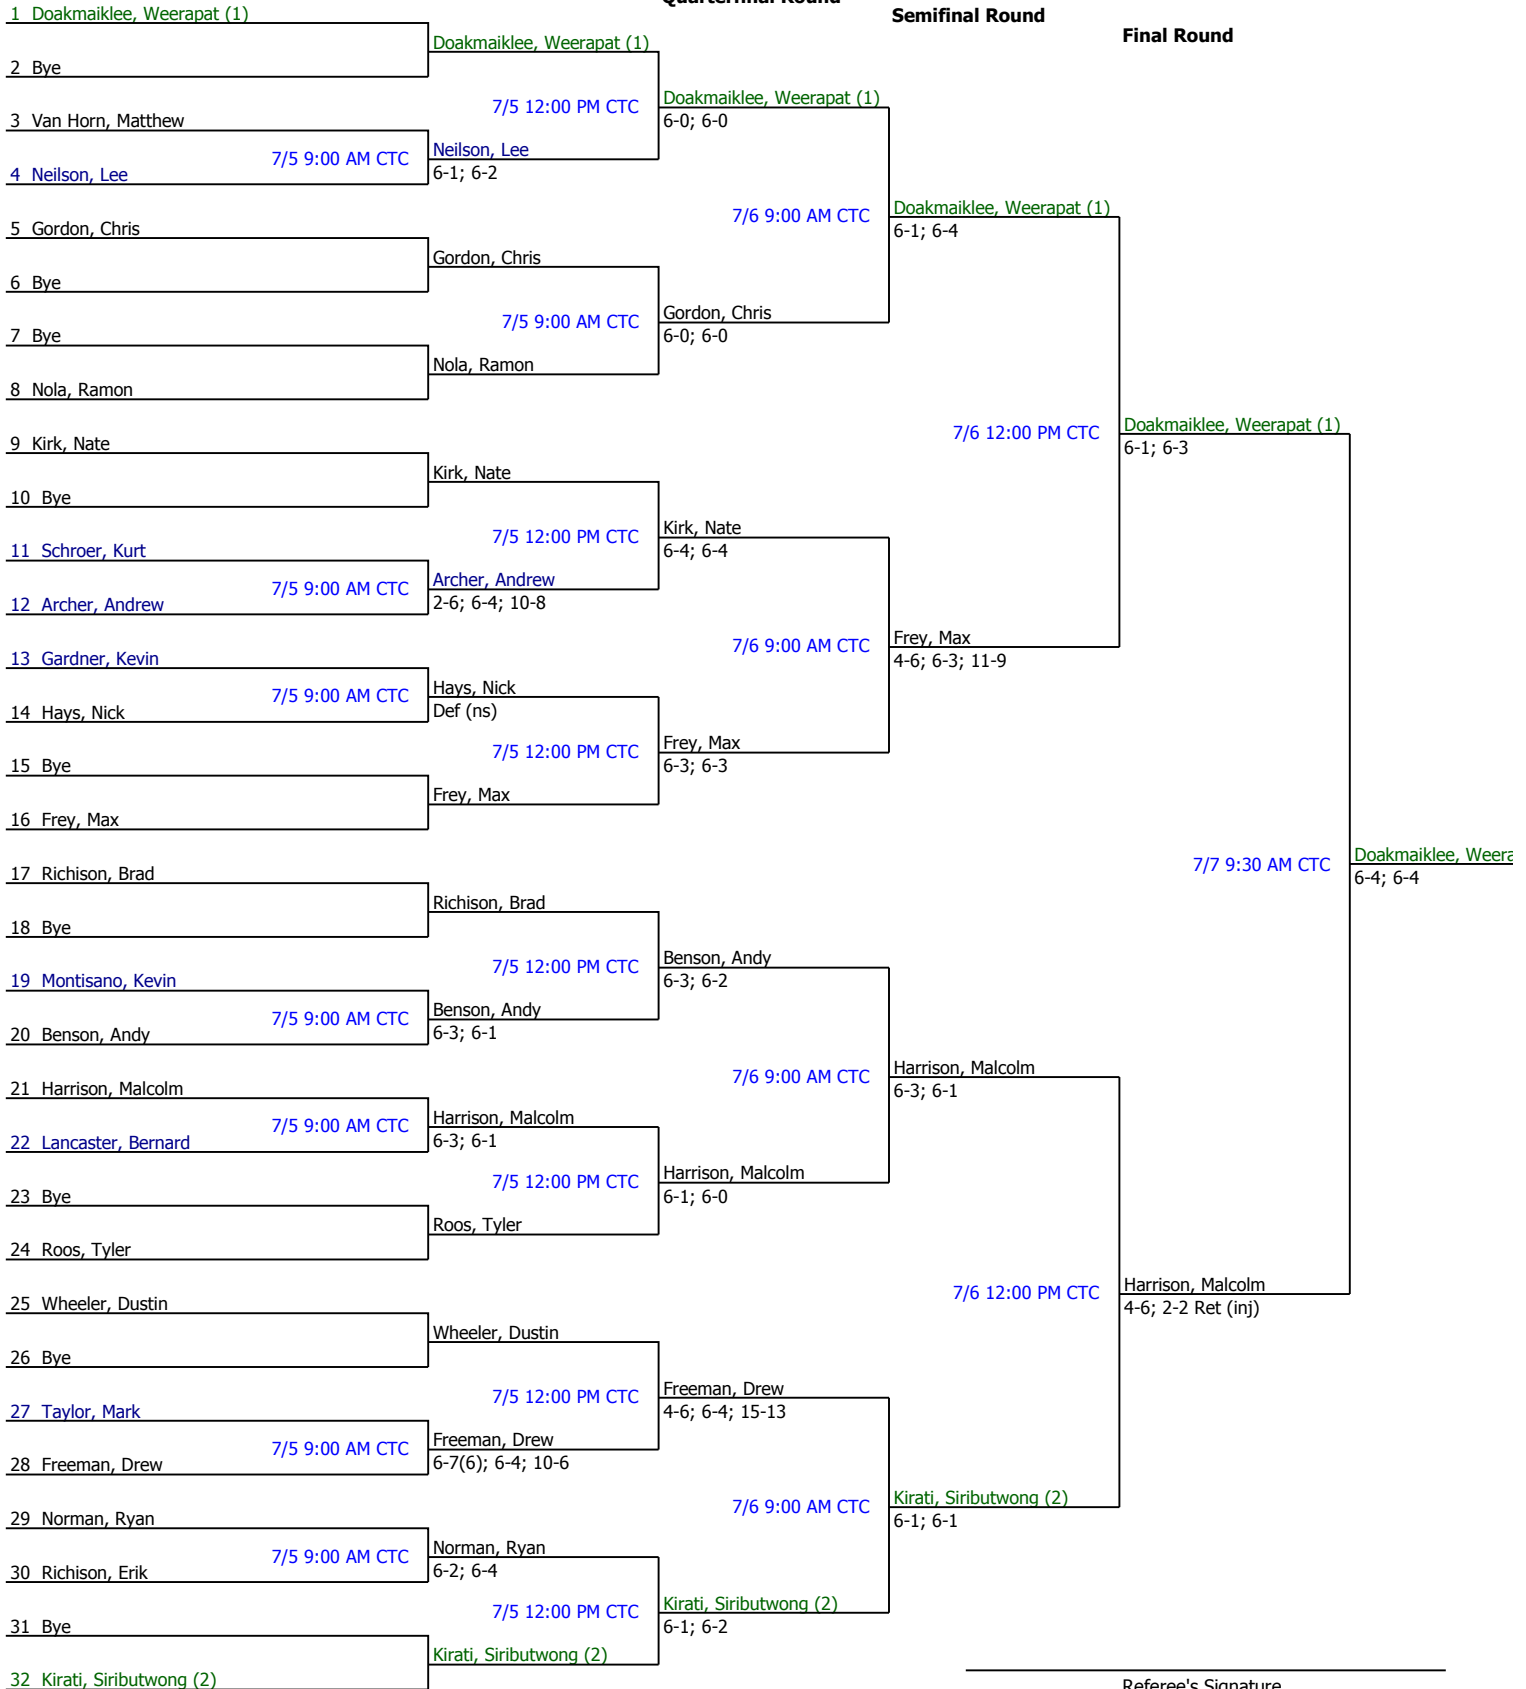 Quarterfinal Round
Semifinal Round
Final Round
1 Doakmaiklee, Weerapat (1)
Doakmaiklee, Weerapat (1)
2 Bye
7/5 12:00 PM CTC
Doakmaiklee, Weerapat (1)
6-0; 6-0
3 Van Horn, Matthew
7/5 9:00 AM CTC
Neilson, Lee
6-1; 6-2
4 Neilson, Lee
7/6 9:00 AM CTC
Doakmaiklee, Weerapat (1)
6-1; 6-4
5 Gordon, Chris
Gordon, Chris
6 Bye
7/5 9:00 AM CTC
Gordon, Chris
6-0; 6-0
7 Bye
Nola, Ramon
8 Nola, Ramon
7/6 12:00 PM CTC
Doakmaiklee, Weerapat (1)
6-1; 6-3
9 Kirk, Nate
Kirk, Nate
10 Bye
7/5 12:00 PM CTC
Kirk, Nate
6-4; 6-4
11 Schroer, Kurt
7/5 9:00 AM CTC
Archer, Andrew
2-6; 6-4; 10-8
12 Archer, Andrew
7/6 9:00 AM CTC
Frey, Max
4-6; 6-3; 11-9
13 Gardner, Kevin
7/5 9:00 AM CTC
Hays, Nick
Def (ns)
14 Hays, Nick
7/5 12:00 PM CTC
Frey, Max
6-3; 6-3
15 Bye
Frey, Max
16 Frey, Max
7/7 9:30 AM CTC
Doakmaiklee, Weera
6-4; 6-4
17 Richison, Brad
Richison, Brad
18 Bye
7/5 12:00 PM CTC
Benson, Andy
6-3; 6-2
19 Montisano, Kevin
7/5 9:00 AM CTC
Benson, Andy
6-3; 6-1
20 Benson, Andy
7/6 9:00 AM CTC
Harrison, Malcolm
6-3; 6-1
21 Harrison, Malcolm
7/5 9:00 AM CTC
Harrison, Malcolm
6-3; 6-1
22 Lancaster, Bernard
7/5 12:00 PM CTC
Harrison, Malcolm
6-1; 6-0
23 Bye
Roos, Tyler
24 Roos, Tyler
7/6 12:00 PM CTC
Harrison, Malcolm
4-6; 2-2 Ret (inj)
25 Wheeler, Dustin
Wheeler, Dustin
26 Bye
7/5 12:00 PM CTC
Freeman, Drew
4-6; 6-4; 15-13
27 Taylor, Mark
7/5 9:00 AM CTC
Freeman, Drew
6-7(6); 6-4; 10-6
28 Freeman, Drew
7/6 9:00 AM CTC
Kirati, Siributwong (2)
6-1; 6-1
29 Norman, Ryan
7/5 9:00 AM CTC
Norman, Ryan
6-2; 6-4
30 Richison, Erik
7/5 12:00 PM CTC
Kirati, Siributwong (2)
6-1; 6-2
31 Bye
Kirati, Siributwong (2)
32 Kirati, Siributwong (2)
Referee's Signature